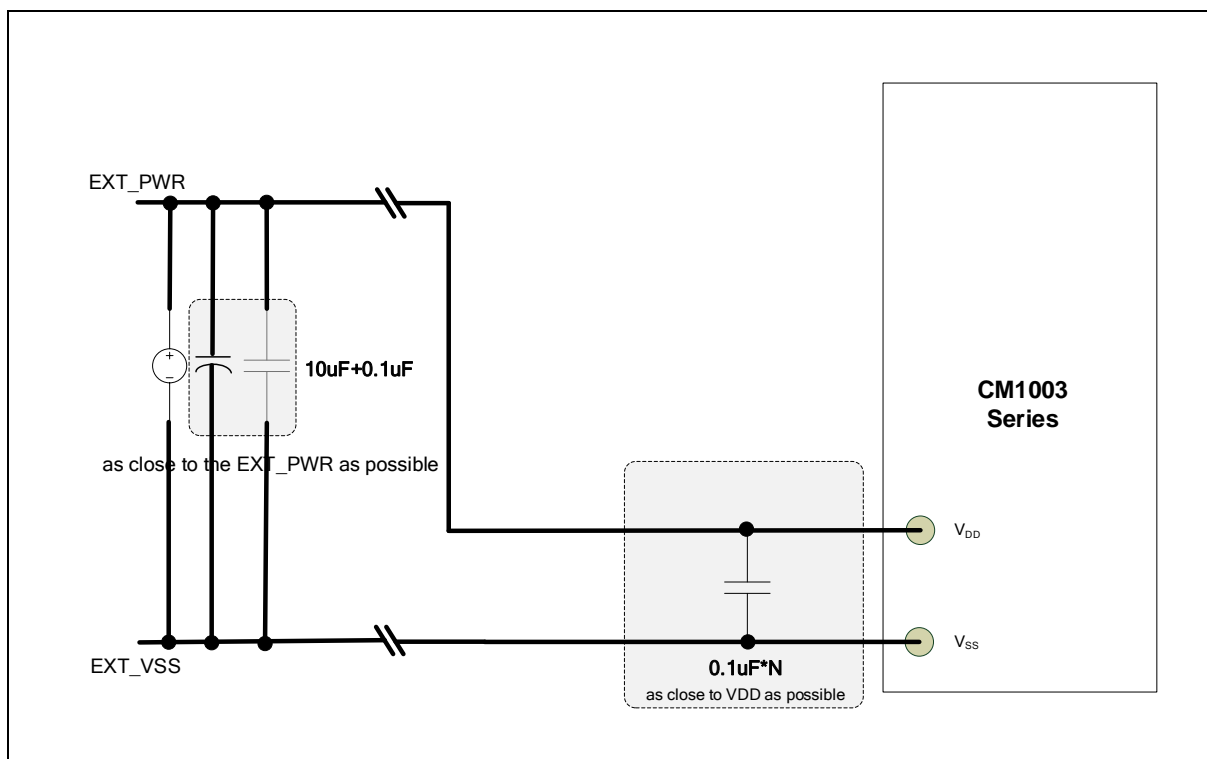 EXT_PWR
+
−
10uF+0.1uF
as close to the EXT_PWR as possible
CM1003
Series
VDD
VSS
EXT_VSS
0.1uF*N
as close to VDD as possible